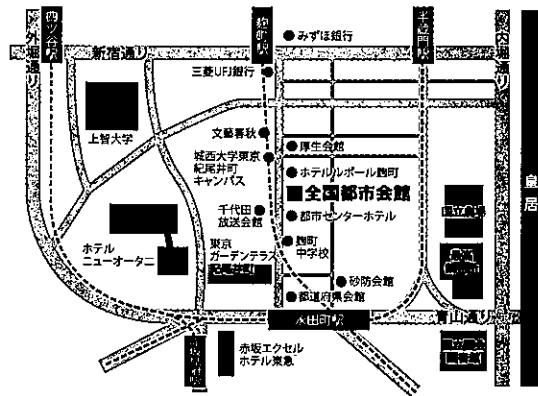 四ツ谷駅
麹町駅
半蔵門駅
外堀通り
新宿通り
内堀通り
みずほ銀行
三菱UFJ銀行
上智大学
文藝春秋
厚生会館
城西大学東京
紀尾井町
キャンパス
ホテルルポール麹町
全国都市会館
皇居
千代田
放送会館
都市センターホテル
国立劇場
ホテル
ニューオータニ
東京
ガーデンテラス
紀尾井町
麹町
中学校
最高
砂防会館
都道府県会館
永田町駅
青山通り
赤坂エクセル
ホテル東急